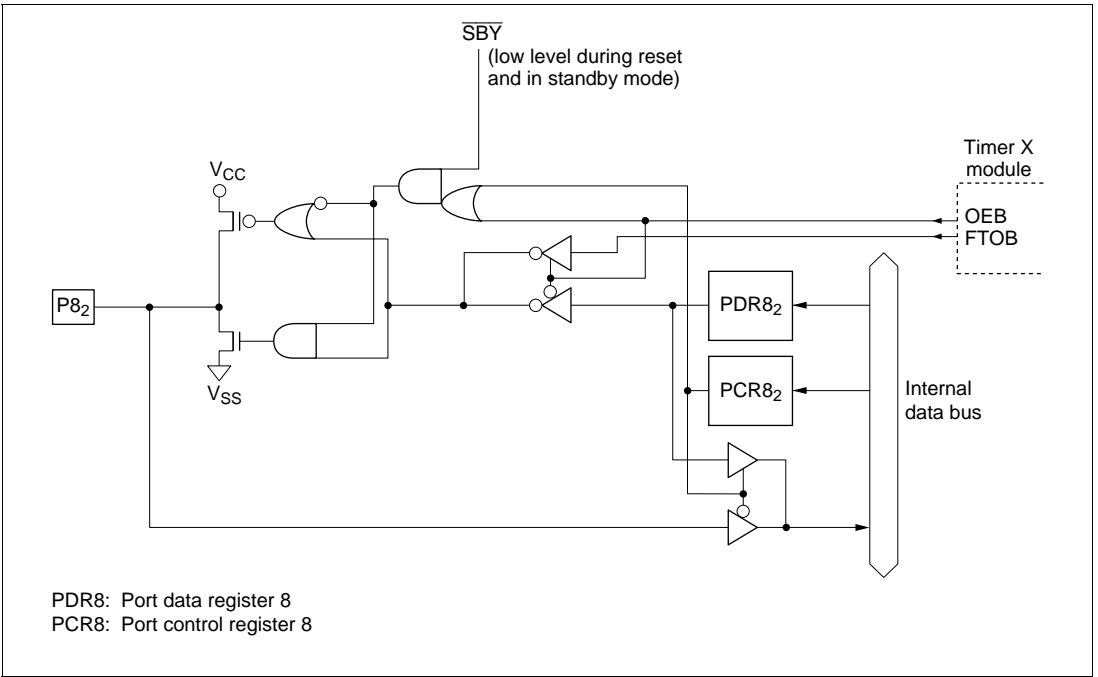 SBY
(low level during reset
and in standby mode)
Timer X
module
VCC
OEB
FTOB
P82
PDR82
PCR82
VSS
Internal
data bus
PDR8: Port data register 8
PCR8: Port control register 8